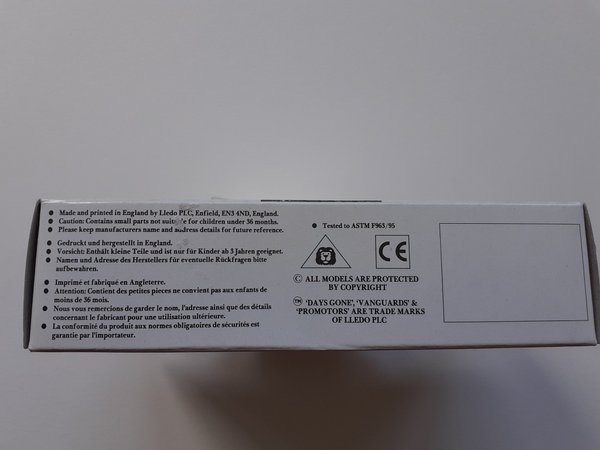 • Made and printed in England by Lledo PLC, Enfield, EN3 4ND, England.
• Caution: Contains small parts not suitable for children under 36 months.
• Please keep manufacturers name and address details for future reference.
• Gedruckt und hergestellt in England.
• Vorsicht: Enthält kleine Teile und ist nur für Kinder ab 3 Jahren geeignet.
• Namen und Adresse des Herstellers für eventuelle Rückfragen bitte
aufbewahren.
• Imprimé et fabriqué en Angleterre.
• Attention: Contient des petites pieces ne convient pas aux enfants de
moins de 36 mois.
• Nous vous remercions de garder le nom, l'adresse ainsi que des détails
concernant le fabricant pour une utilisation ultérieure.
• La conformité du produit aux normes obligatoires de sécurités est
garantie par l'importateur.
• Tested to ASTM F963/95
CE
© ALL MODELS ARE PROTECTED
BY COPYRIGHT
™ 'DAYS GONE', 'VANGUARDS' &
'PROMOTORS' ARE TRADE MARKS
OF LLEDO PLC